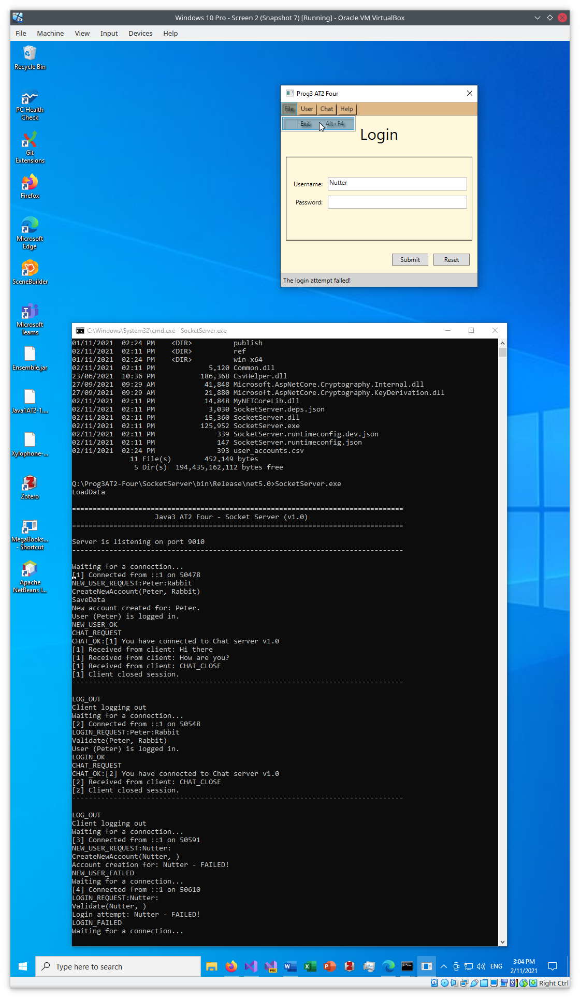 Windows 10 Pro - Screen 2 (Snapshot 7) [Running] - Oracle VM VirtualBox
File Machine View Input Devices Help
Recycle Bin
PC Health
Check
Git
Extensions
Firefox
Microsoft
Edge
SceneBuilder
Microsoft
Teams
Ensemble.jar
Java1AT2-1....
Xylophone-...
Zotero
MegaBooks...
- Shortcut
Apache
NetBeans I...
Prog3 AT2 Four
File User Chat Help
Exit Alt+F4
Login
Username: Nutter
Password:
Submit Reset
The login attempt failed!
C:\Windows\System32\cmd.exe - SocketServer.exe
01/11/2021  02:24 PM    <DIR>          publish
02/11/2021  02:11 PM    <DIR>          ref
01/11/2021  02:24 PM    <DIR>          win-x64
02/11/2021  02:11 PM             5,120 Common.dll
23/06/2021  10:36 PM           186,368 CsvHelper.dll
27/09/2021  09:29 AM            41,848 Microsoft.AspNetCore.Cryptography.Internal.dll
27/09/2021  09:29 AM            21,880 Microsoft.AspNetCore.Cryptography.KeyDerivation.dll
02/11/2021  02:11 PM            14,848 MyNETCoreLib.dll
02/11/2021  02:11 PM             3,030 SocketServer.deps.json
02/11/2021  02:11 PM            15,360 SocketServer.dll
02/11/2021  02:11 PM           125,952 SocketServer.exe
02/11/2021  02:11 PM               339 SocketServer.runtimeconfig.dev.json
02/11/2021  02:11 PM               147 SocketServer.runtimeconfig.json
02/11/2021  02:24 PM               393 user_accounts.csv
11 File(s)        452,149 bytes
5 Dir(s)  194,435,162,112 bytes free
Q:\Prog3AT2-Four\SocketServer\bin\Release\net5.0>SocketServer.exe
LoadData
================================================================================
Java3 AT2 Four - Socket Server (v1.0)
================================================================================
Server is listening on port 9010
--------------------------------------------------------------------------------
Waiting for a connection...
[1] Connected from ::1 on 50478
NEW_USER_REQUEST:Peter:Rabbit
CreateNewAccount(Peter, Rabbit)
SaveData
New account created for: Peter.
User (Peter) is logged in.
NEW_USER_OK
CHAT_REQUEST
CHAT_OK:[1] You have connected to Chat server v1.0
[1] Received from client: Hi there
[1] Received from client: How are you?
[1] Received from client: CHAT_CLOSE
[1] Client closed session.
--------------------------------------------------------------------------------
LOG_OUT
Client logging out
Waiting for a connection...
[2] Connected from ::1 on 50548
LOGIN_REQUEST:Peter:Rabbit
Validate(Peter, Rabbit)
User (Peter) is logged in.
LOGIN_OK
CHAT_REQUEST
CHAT_OK:[2] You have connected to Chat server v1.0
[2] Received from client: CHAT_CLOSE
[2] Client closed session.
--------------------------------------------------------------------------------
LOG_OUT
Client logging out
Waiting for a connection...
[3] Connected from ::1 on 50591
NEW_USER_REQUEST:Nutter:
CreateNewAccount(Nutter, )
Account creation for: Nutter - FAILED!
NEW_USER_FAILED
Waiting for a connection...
[4] Connected from ::1 on 50610
LOGIN_REQUEST:Nutter:
Validate(Nutter, )
Login attempt: Nutter - FAILED!
LOGIN_FAILED
Waiting for a connection...
Type here to search
ENG
3:04 PM
2/11/2021
Right Ctrl